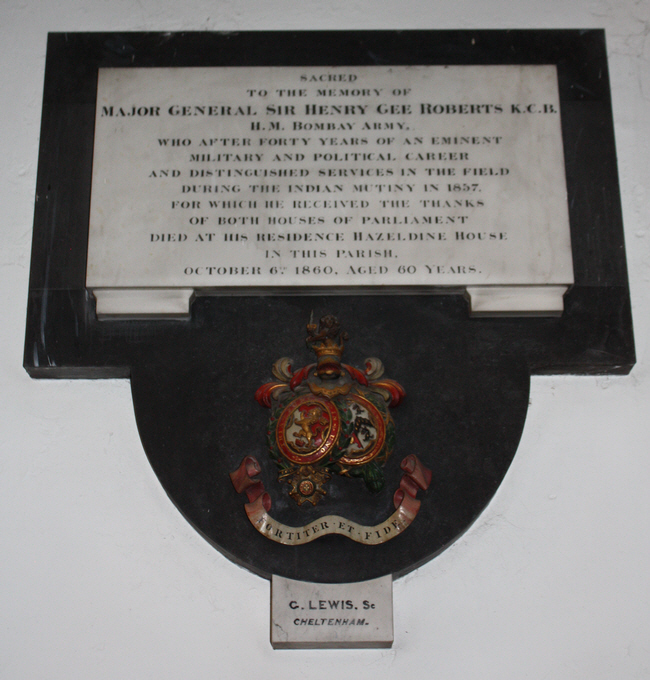 SACRED
TO THE MEMORY OF
MAJOR GENERAL SIR HENRY GEE ROBERTS K.C.B.
H.M. BOMBAY ARMY,
WHO AFTER FORTY YEARS OF AN EMINENT
MILITARY AND POLITICAL CAREER
AND DISTINGUISHED SERVICES IN THE FIELD
DURING THE INDIAN MUTINY IN 1857.
FOR WHICH HE RECEIVED THE THANKS
OF BOTH HOUSES OF PARLIAMENT
DIED AT HIS RESIDENCE HAZELDINE HOUSE
IN THIS PARISH.
OCTOBER 6TH 1860, AGED 60 YEARS.
FORTITER·ET·FIDE
G. LEWIS. Sc
CHELTENHAM.